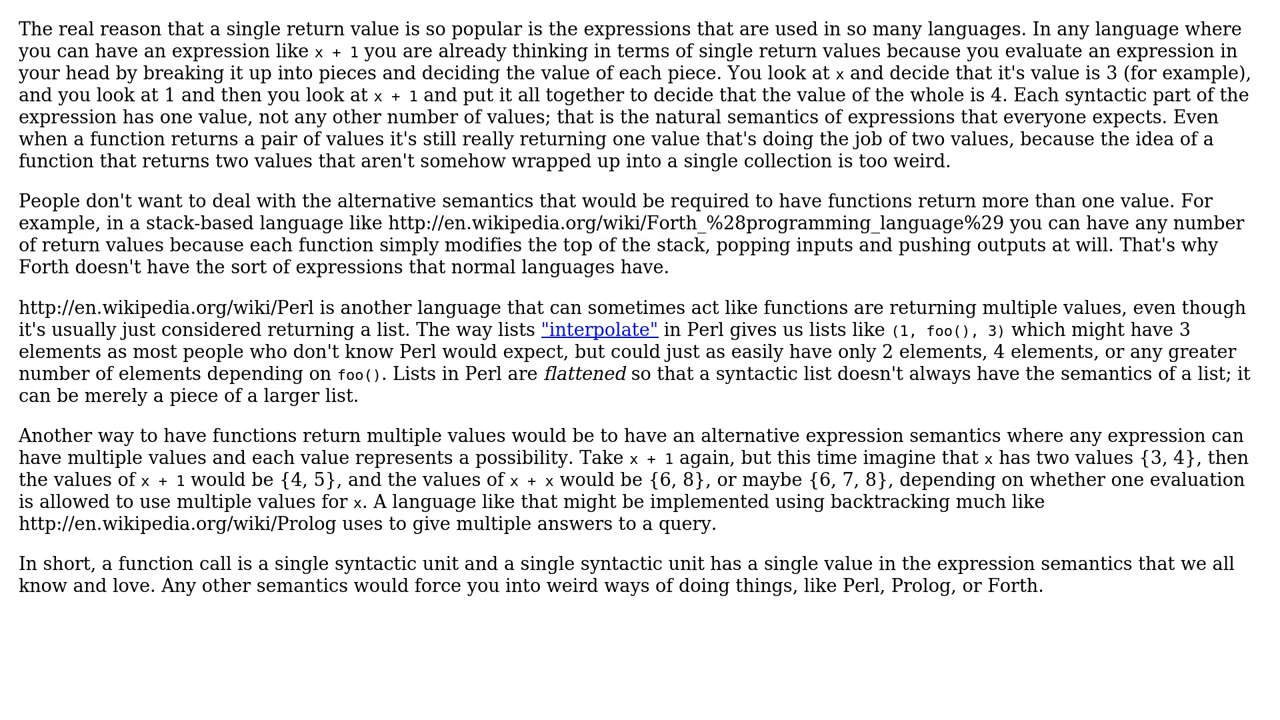 The real reason that a single return value is so popular is the expressions that are used in so many languages. In any language where
you can have an expression like x + 1 you are already thinking in terms of single return values because you evaluate an expression in
your head by breaking it up into pieces and deciding the value of each piece. You look at x and decide that it's value is 3 (for example),
and you look at 1 and then you look at x + 1 and put it all together to decide that the value of the whole is 4. Each syntactic part of the
expression has one value, not any other number of values; that is the natural semantics of expressions that everyone expects. Even
when a function returns a pair of values it's still really returning one value that's doing the job of two values, because the idea of a
function that returns two values that aren't somehow wrapped up into a single collection is too weird.
People don't want to deal with the alternative semantics that would be required to have functions return more than one value. For
example, in a stack-based language like http://en.wikipedia.org/wiki/Forth_%28programming_language%29 you can have any number
of return values because each function simply modifies the top of the stack, popping inputs and pushing outputs at will. That's why
Forth doesn't have the sort of expressions that normal languages have.
http://en.wikipedia.org/wiki/Perl is another language that can sometimes act like functions are returning multiple values, even though
it's usually just considered returning a list. The way lists "interpolate" in Perl gives us lists like (1, foo(), 3) which might have 3
elements as most people who don't know Perl would expect, but could just as easily have only 2 elements, 4 elements, or any greater
number of elements depending on foo(). Lists in Perl are flattened so that a syntactic list doesn't always have the semantics of a list; it
can be merely a piece of a larger list.
Another way to have functions return multiple values would be to have an alternative expression semantics where any expression can
have multiple values and each value represents a possibility. Take x + 1 again, but this time imagine that x has two values {3, 4}, then
the values of x + 1 would be {4, 5}, and the values of x + x would be {6, 8}, or maybe {6, 7, 8}, depending on whether one evaluation
is allowed to use multiple values for x. A language like that might be implemented using backtracking much like
http://en.wikipedia.org/wiki/Prolog uses to give multiple answers to a query.
In short, a function call is a single syntactic unit and a single syntactic unit has a single value in the expression semantics that we all
know and love. Any other semantics would force you into weird ways of doing things, like Perl, Prolog, or Forth.